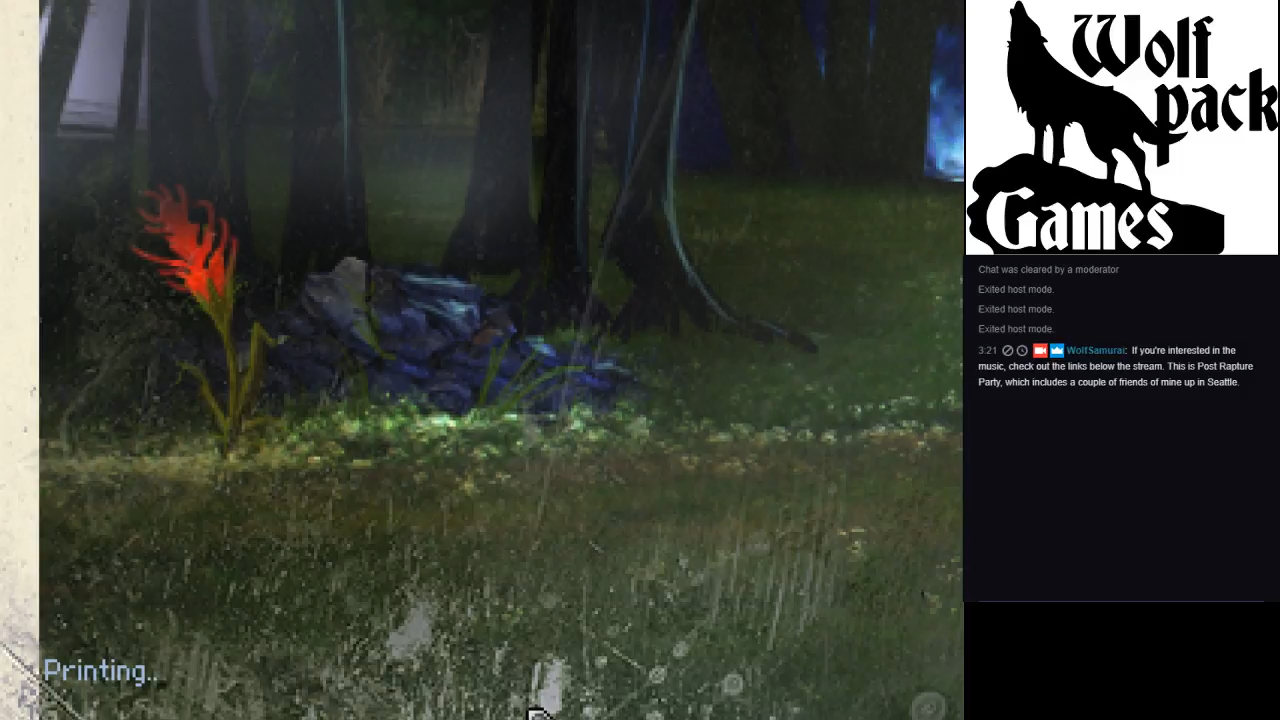 Wolf
pack
Games
Chat was cleared by a moderator
Exited host mode.
Exited host mode.
Exited host mode.
3:21 WolfSamurai: If you're interested in the
music, check out the links below the stream. This is Post Rapture
Party, which includes a couple of friends of mine up in Seattle.
Printing..